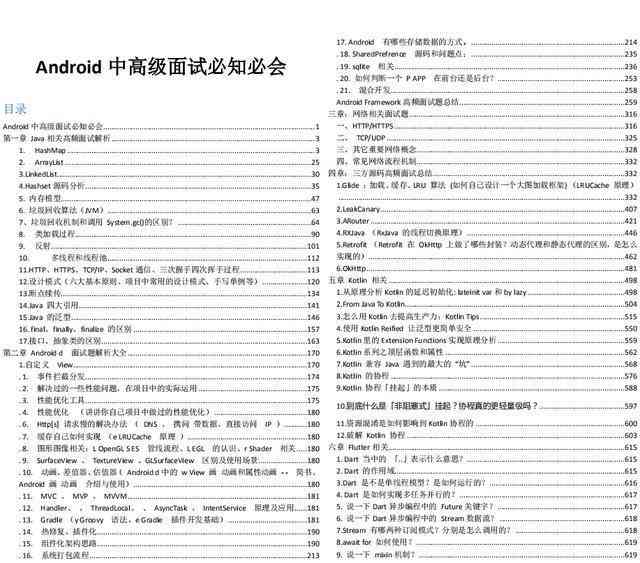 Android 中高级面试必知必会
目录
Android 中高级面试必知必会........1
第一章 Java 相关高频面试解析........3
1. HashMap........3
2. ArrayList........25
3.LinkedList........30
4.Hashset 源码分析........35
5. 内存模型........47
6. 垃圾回收算法（JVM）........63
7、垃圾回收机制和调用 System.gc()的区别？........64
8. 类加载过程........90
9. 反射........101
10. 多线程和线程池........112
11.HTTP、HTTPS、TCP/IP、Socket 通信、三次握手四次挥手过程........113
12.设计模式（六大基本原则、项目中常用的设计模式、手写单例等）........120
13.断点续传........134
14.Java 四大引用........141
15.Java 的泛型........146
16.final、finally、finalize 的区别........157
17.接口、抽象类的区别........163
第二章 Android d 面试题解析大全........170
1.自定义 View........170
.1. 事件拦截分发........174
.2. 解决过的一些性能问题，在项目中的实际运用........175
.3. 性能优化工具........175
.4. 性能优化 （讲讲你自己项目中做过的性能优化）........180
.6. Http[s] 请求慢的解决办法（ DNS 、 携问 带数据、直接访问 IP ）........180
.7. 缓存自己如何实现（e LRUCache 原理 ）........180
.8. 图形图像相关：L OpenGL SES 管线流程、L EGL 的认识、r Shader 相关........180
.9. SurfaceView 、 TextureView 、GLSurfaceView 区别及使用场景........180
.10. 动画、差值器、估值器（ Android d 中的 w View 画 动画和属性动画 -- 简书、
Android 画 动画 介绍与使用）........180
.11. MVC 、 MVP 、 MVVM........181
.12. Handler、 、 ThreadLocal、 、 AsyncTask 、 IntentService 原理及应用........181
.13. Gradle （y Groovy 语法、e Gradle 插件开发基础）........181
.14. 热修复、插件化........190
.15. 组件化架构思路........190
.16. 系统打包流程........213
17. Android 有哪些存储数据的方式。........214
.18. SharedPrefrence 源码和问题点；........235
.19. sqlite 相关........236
.20. 如何判断一个 P APP 在前台还是后台？........253
.21. 混合开发........258
Android Framework 高频面试题总结........259
三章：网络相关面试题........316
一、HTTP/HTTPS........316
二、 TCP/UDP........325
三、其它重要网络概念........328
四、常见网络流程机制........332
四章：三方源码高频面试总结........332
1.Glide ：加载、缓存、LRU 算法 (如何自己设计一个大图加载框架) （LRUCache 原理）
........332
2.LeakCanary........407
3.ARouter........421
4.RXJava （RxJava 的线程切换原理）........446
5.Retrofit （Retrofit 在 OkHttp 上做了哪些封装？动态代理和静态代理的区别，是怎么
实现的）........462
6.OkHttp........481
五章 Kotlin 相关........498
1.从原理分析 Kotlin 的延迟初始化: lateinit var 和 by lazy........498
2.From Java To Kotlin........504
3.怎么用 Kotlin 去提高生产力：Kotlin Tips........515
4.使用 Kotlin Reified 让泛型更简单安全........550
5.Kotlin 里的 Extension Functions 实现原理分析........559
6.Kotlin 系列之顶层函数和属性........562
7.Kotlin 兼容 Java 遇到的最大的“坑”........568
8.Kotlin 的协程........576
9.Kotlin 协程「挂起」的本质........588
10.到底什么是「非阻塞式」挂起？协程真的更轻量级吗？........597
11.资源混淆是如何影响到 Kotlin 协程的........600
12.破解 Kotlin 协程........603
六章 Flutter 相关........615
1. Dart 当中的 「..」表示什么意思？........615
2. Dart 的作用域........615
3.Dart 是不是单线程模型？是如何运行的？........616
4. Dart 是如何实现多任务并行的？........617
5. 说一下 Dart 异步编程中的 Future 关键字？........617
6. 说一下 Dart 异步编程中的 Stream 数据流？........618
7.Stream 有哪两种订阅模式？分别是怎么调用的？........618
8.await for 如何使用？........619
9. 说一下 mixin 机制？........619